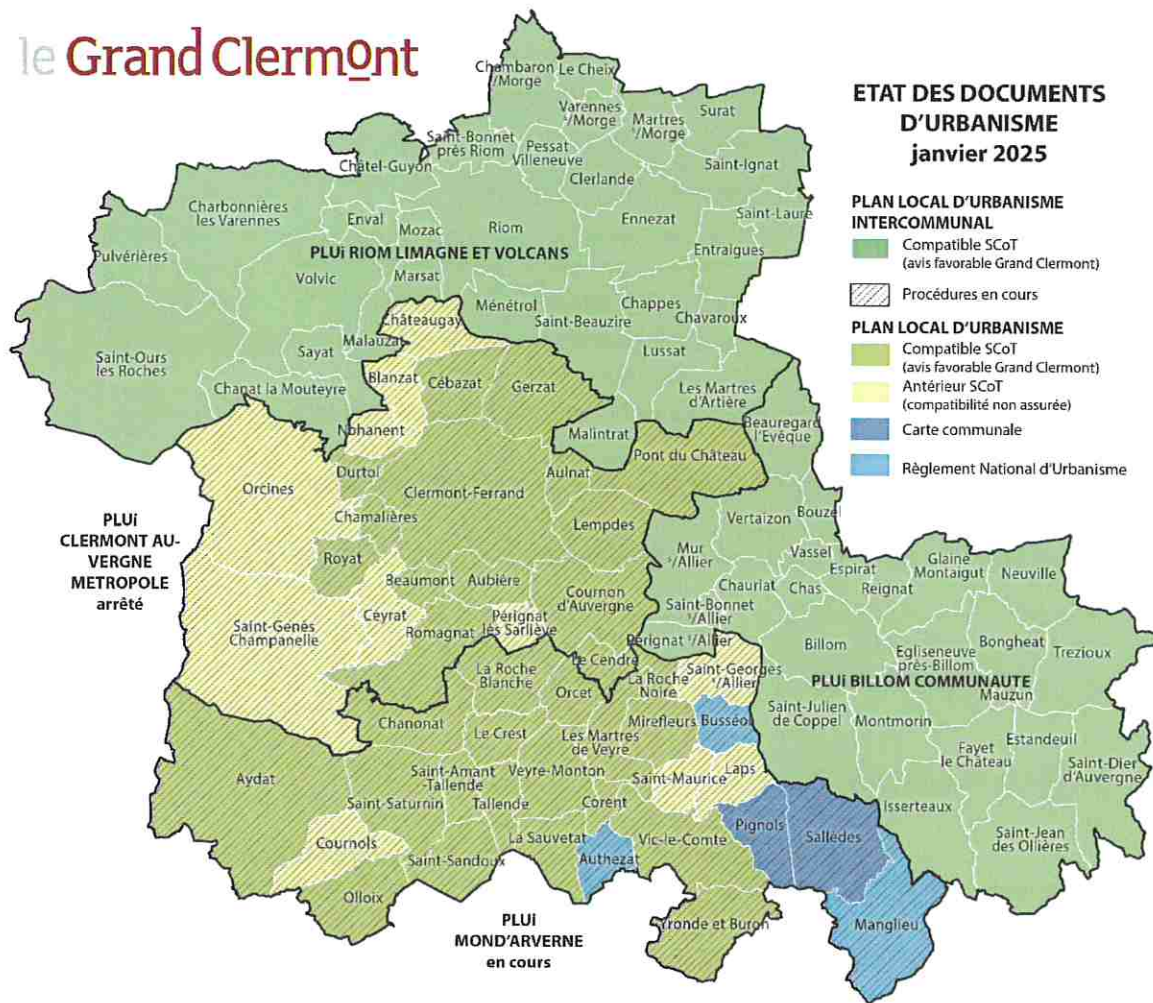 le Grand Clermont
ETAT DES DOCUMENTS
D'URBANISME
janvier 2025
PLAN LOCAL D'URBANISME
INTERCOMMUNAL
Compatible SCoT
(avis favorable Grand Clermont)
Procédures en cours
PLAN LOCAL D'URBANISME
Compatible SCoT
(avis favorable Grand Clermont)
Antérieur SCoT
(compatibilité non assurée)
Carte communale
Règlement National d'Urbanisme
Chambaron
/Morge
Le Cheix
Varennes
s/Morge
Martres
s/Morge
Surat
Saint-Bonnet
près Riom
Pessat
Villeneuve
Châtel-Guyon
Clerlande
Saint-Ignat
Charbonnières
les Varennes
Enval
Mozac
Riom
Ennezat
Saint-Laure
Pulvérières
PLUi RIOM LIMAGNE ET VOLCANS
Entraigues
Volvic
Marsat
Ménétrol
Chappes
Châteaugay
Saint-Beauzire
Chavaroux
Saint-Ours
les Roches
Sayat
Malauzat
Lussat
Chanat la Mouteyre
Blanzat
Cébazat
Gerzat
Les Martres
d'Artière
Nohanent
Malintrat
Beauregard
l'Evêque
Durtol
Aulnat
Pont du Château
Orcines
Clermont-Ferrand
PLUi
CLERMONT AU-
VERGNE
METROPOLE
arrêté
Chamalières
Lempdes
Vertaizon
Bouzel
Royat
Mur
s/Allier
Vassel
Espirat
Glaine
Montaigut
Neuville
Beaumont
Aubière
Cournon
d'Auvergne
Chauriat
Chas
Reignat
Ceyrat
Saint-Genès
Champanelle
Romagnat
Pérignat
lès Sarliève
Saint-Bonnet
s/Allier
Pérignat s/Allier
Billom
Egliseneuve
près-Billom
Bongheat
Trezioux
La Roche
Blanche
Le Cendre
Orcet
La Roche
Noire
Saint-Georges
s/Allier
PLUi BILLOM COMMUNAUTE
Mauzun
Chanonat
Le Crest
Les Martres
de Veyre
Mirefleurs
Busséol
Saint-Julien
de Coppel
Montmorin
Fayet
le Château
Estandeuil
Saint-Dier
d'Auvergne
Aydat
Saint-Amant
-Tallende
Veyre-Monton
Saint-Maurice
Laps
Saint-Saturnin
Tallende
Corent
Isserteaux
Cournols
La Sauvetat
Authezat
Vic-le-Comte
Pignols
Sallèdes
Saint-Jean
des Ollières
Saint-Sandoux
Olloix
Yronde et Buron
Manglieu
PLUi
MOND'ARVERNE
en cours